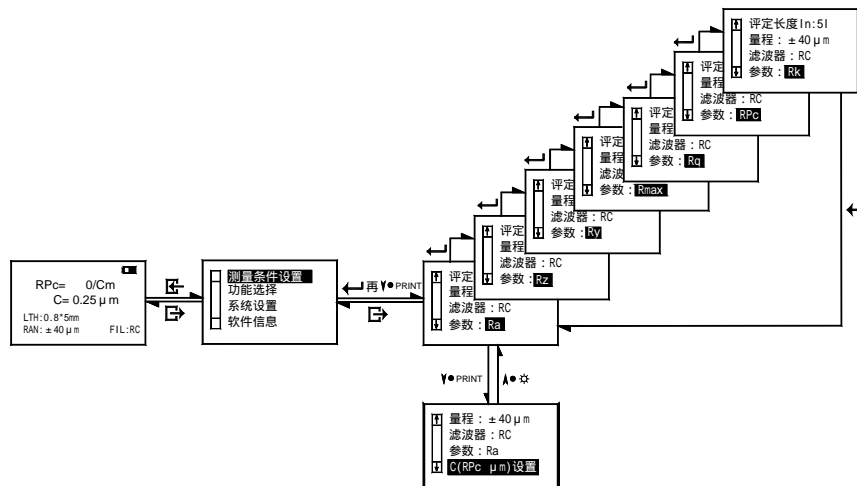 评定长度ln:5l
量程：±40μm
滤波器：RC
参数：Rk
评定
量程
滤波器：RC
参数：RPc
评定
量程
滤波器：RC
参数：Rq
评定
量程
滤波
参数：Rmax
评定
量程
滤波器：RC
参数：Ry
评定
量程
滤波器：RC
参数：Rz
评定
量程
滤波器：RC
参数：Ra
RPc= 0/Cm
C= 0.25μm
LTH:0.8*5mm
RAN:±40μm FIL:RC
测量条件设置
功能选择
系统设置
软件信息
再 PRINT
PRINT
量程：±40μm
滤波器：RC
参数：Ra
C(RPc μm)设置